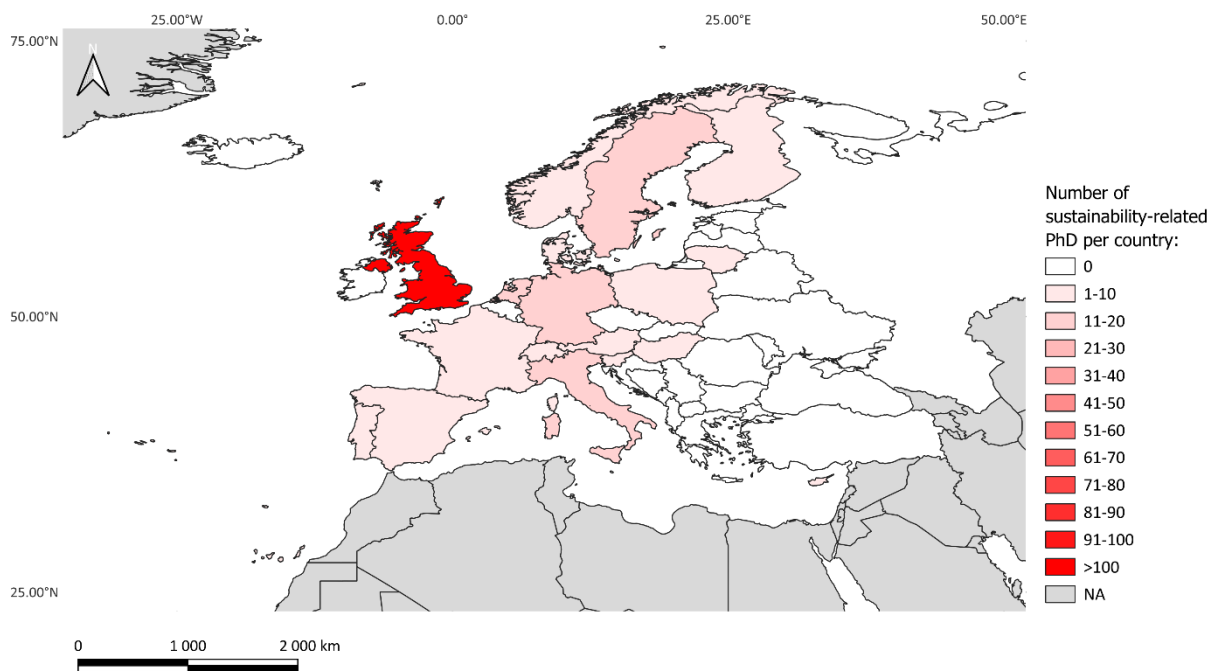 25.00°W
0.00°
25.00°E
50.00°E
75.00°N
N
50.00°N
25.00°N
Number of
sustainability-related
PhD per country:
0
1-10
11-20
21-30
31-40
41-50
51-60
61-70
71-80
81-90
91-100
>100
NA
0
1 000
2 000 km